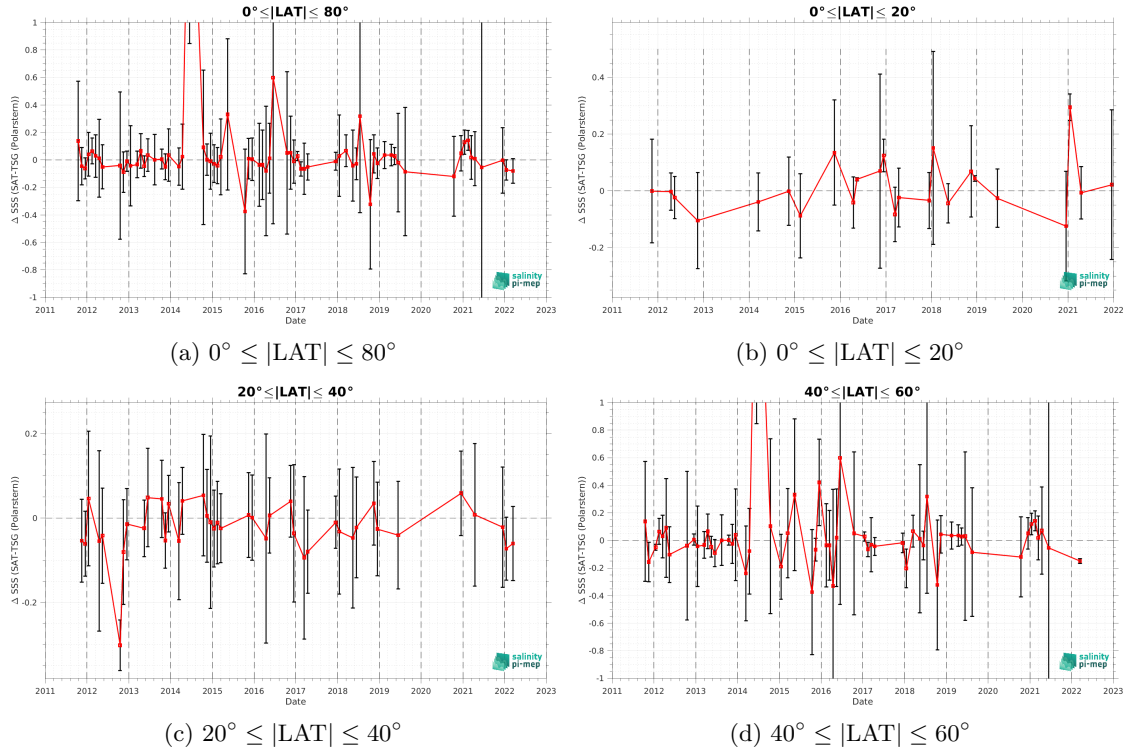 0°≤|LAT|≤ 80°
Δ SSS (SAT-TSG (Polarstern))
1
0.8
0.6
0.4
0.2
0
-0.2
-0.4
-0.6
-0.8
-1
2011 2012 2013 2014 2015 2016 2017 2018 2019 2020 2021 2022 2023
Date
salinity
pi-mep
(a) 0° ≤ |LAT| ≤ 80°
0°≤|LAT|≤ 20°
Δ SSS (SAT-TSG (Polarstern))
0.4
0.2
0
-0.2
2011 2012 2013 2014 2015 2016 2017 2018 2019 2020 2021 2022
Date
salinity
pi-mep
(b) 0° ≤ |LAT| ≤ 20°
20°≤|LAT|≤ 40°
Δ SSS (SAT-TSG (Polarstern))
0.2
0
-0.2
2011 2012 2013 2014 2015 2016 2017 2018 2019 2020 2021 2022 2023
Date
salinity
pi-mep
(c) 20° ≤ |LAT| ≤ 40°
40°≤|LAT|≤ 60°
Δ SSS (SAT-TSG (Polarstern))
1
0.8
0.6
0.4
0.2
0
-0.2
-0.4
-0.6
-0.8
-1
2011 2012 2013 2014 2015 2016 2017 2018 2019 2020 2021 2022 2023
Date
salinity
pi-mep
(d) 40° ≤ |LAT| ≤ 60°